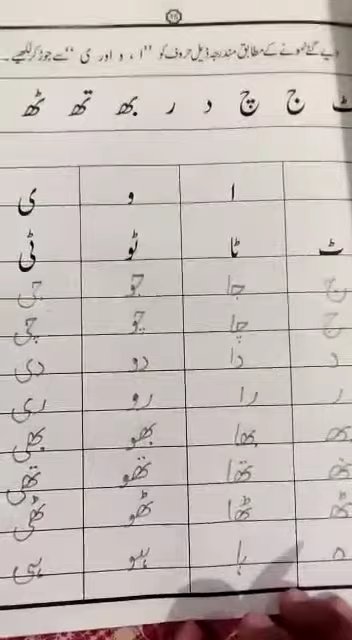 دیے گئے نمونے کے مطابق مندرجہ ذیل حروف کو "ا ، و اور ی" سے جوڑ کر لکھیے۔
ٹ ج چ د ر بھ تھ ٹھ
ا و ی
ٹ ٹا ٹو ٹی
ج جا جو جی
چ چا چو چی
د دا دو دی
ر را رو ری
بھ بھا بھو بھی
تھ تھا تھو تھی
ٹھ ٹھا ٹھو ٹھی
ہ ہا ہو ہی